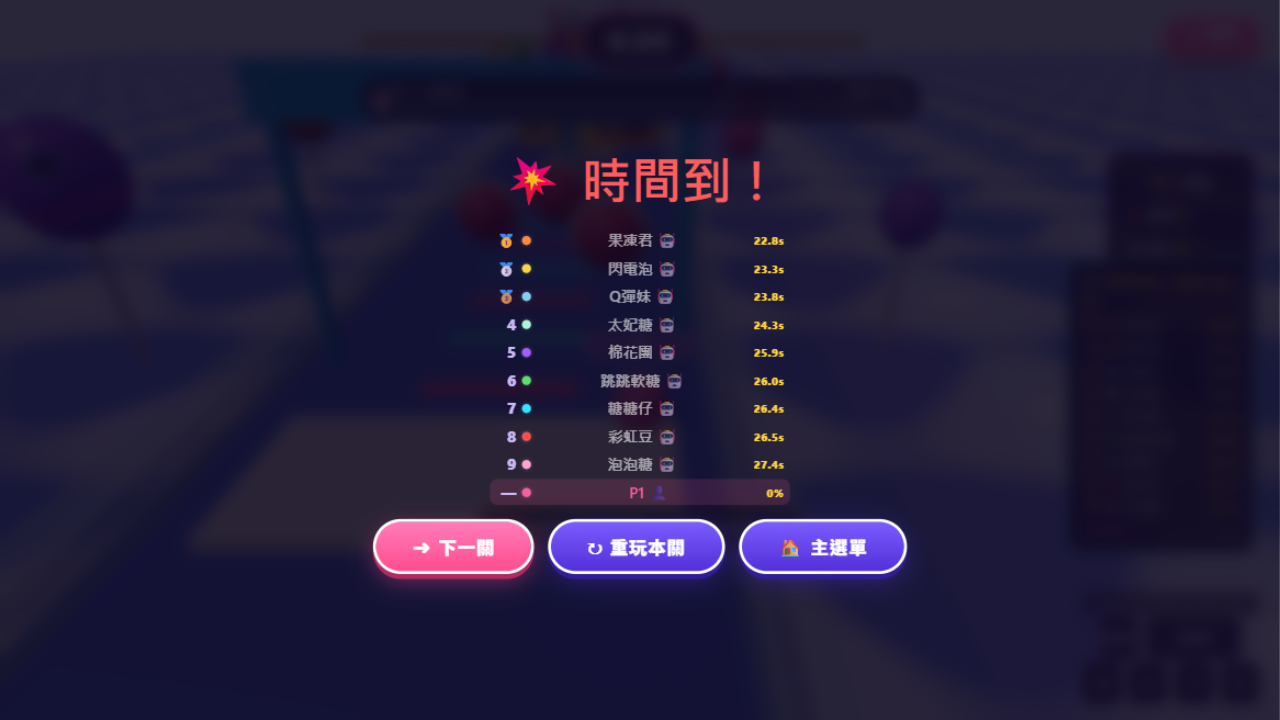 時間到！
果凍君 22.8s
閃電泡 23.3s
Q彈妹 23.8s
4 太妃糖 24.3s
5 棉花團 25.9s
6 跳跳軟糖 26.0s
7 糖糖仔 26.4s
8 彩虹豆 26.5s
9 泡泡糖 27.4s
— P1 0%
➜ 下一關
↻ 重玩本關
主選單